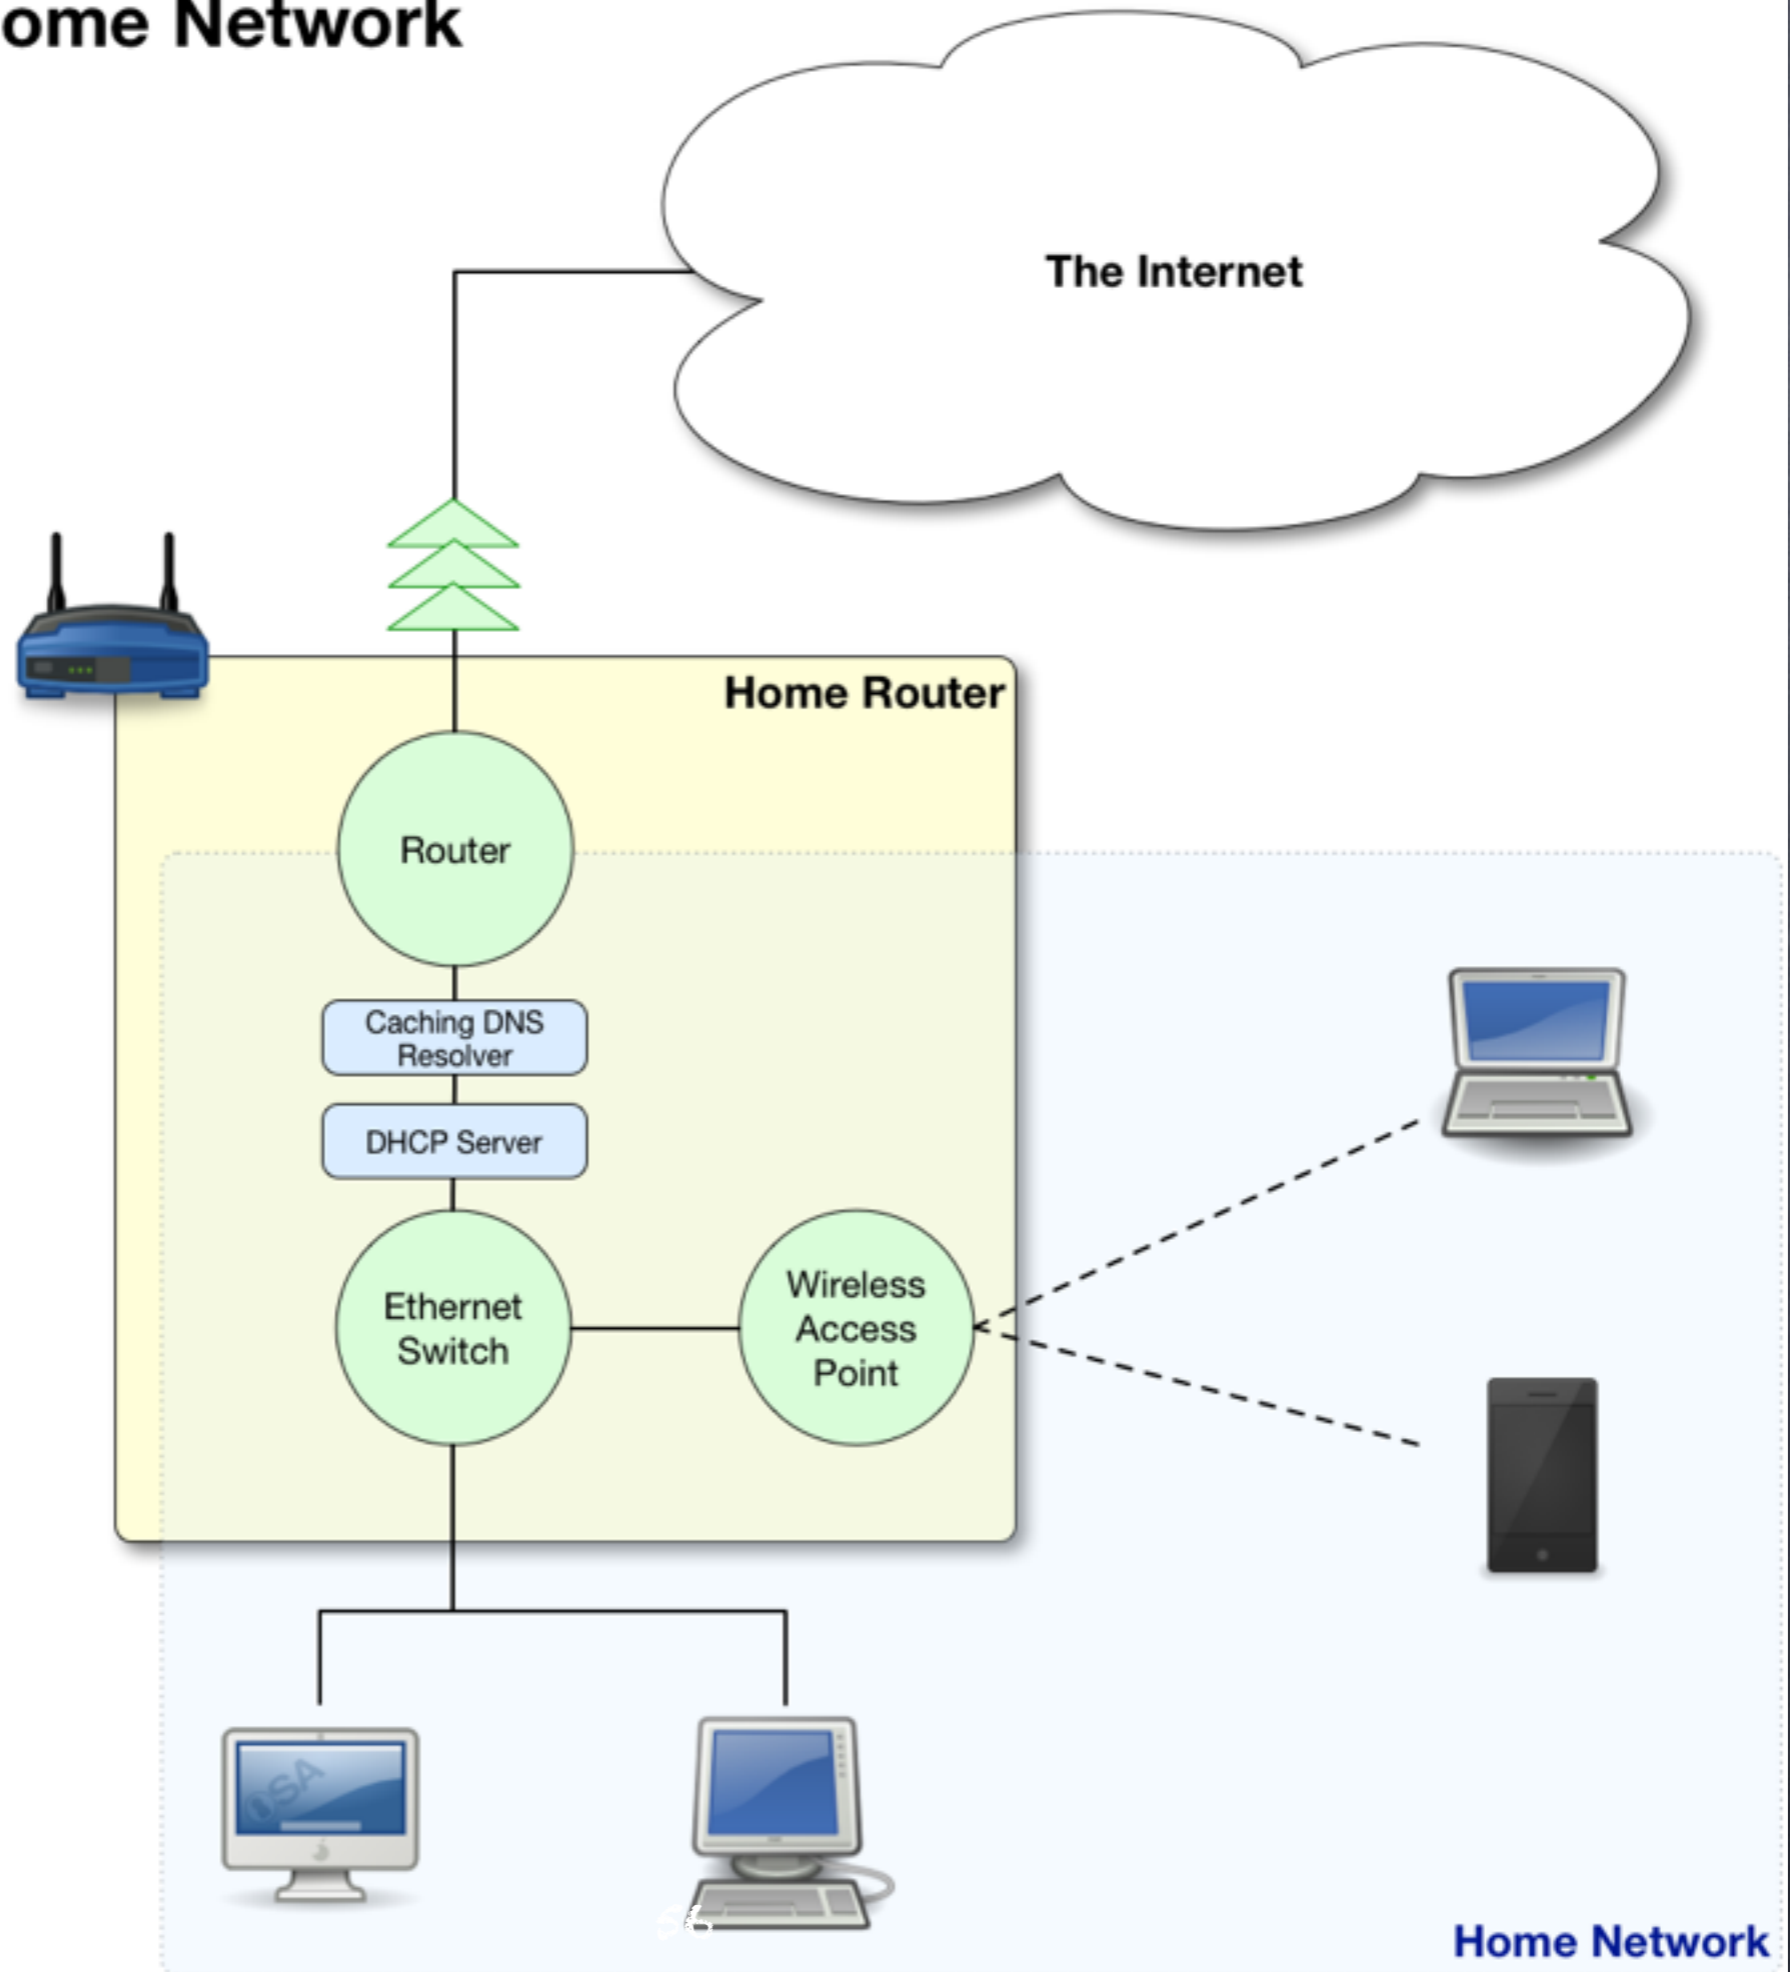 ome Network
The Internet
Home Router
Router
Caching DNS
Resolver
DHCP Server
Ethernet
Switch
Wireless
Access
Point
OSA
Home Network